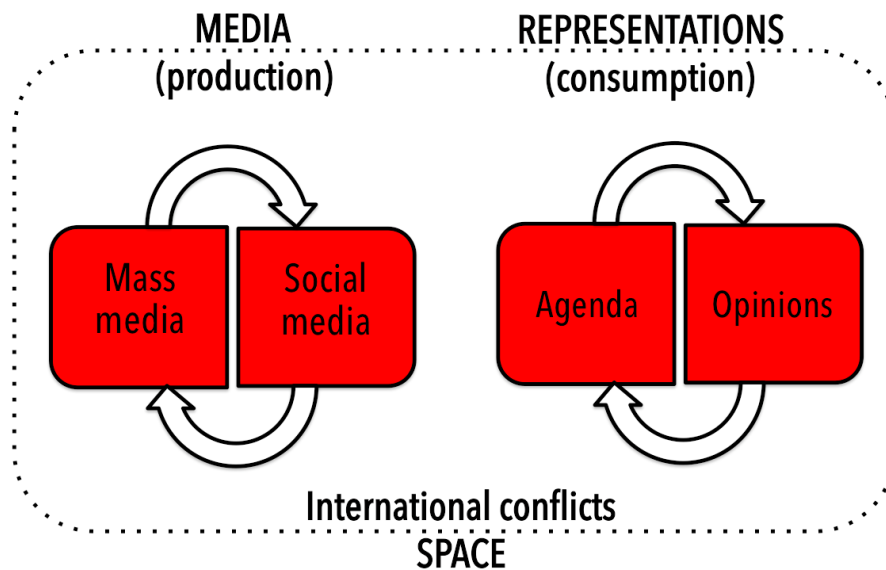 MEDIA
(production)
REPRESENTATIONS
(consumption)
Mass
media
Social
media
Agenda
Opinions
International conflicts
SPACE